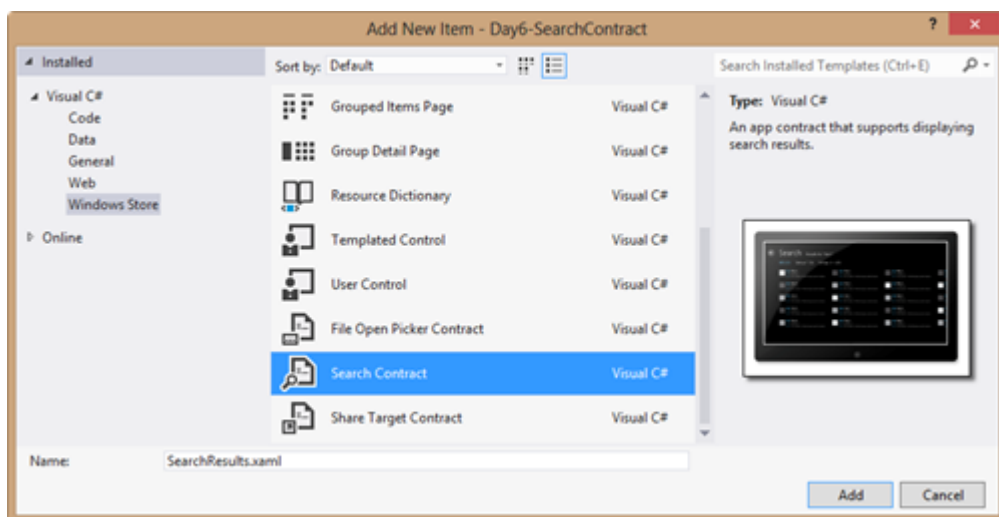 Add New Item - Day6-SearchContract
?
Installed
Sort by: Default
Search Installed Templates (Ctrl+E)
Visual C#
Code
Data
General
Web
Windows Store
Online
Grouped Items Page Visual C#
Group Detail Page Visual C#
Resource Dictionary Visual C#
Templated Control Visual C#
User Control Visual C#
File Open Picker Contract Visual C#
Search Contract Visual C#
Share Target Contract Visual C#
Type: Visual C#
An app contract that supports displaying
search results.
Search
Name: SearchResults.xaml
Add Cancel